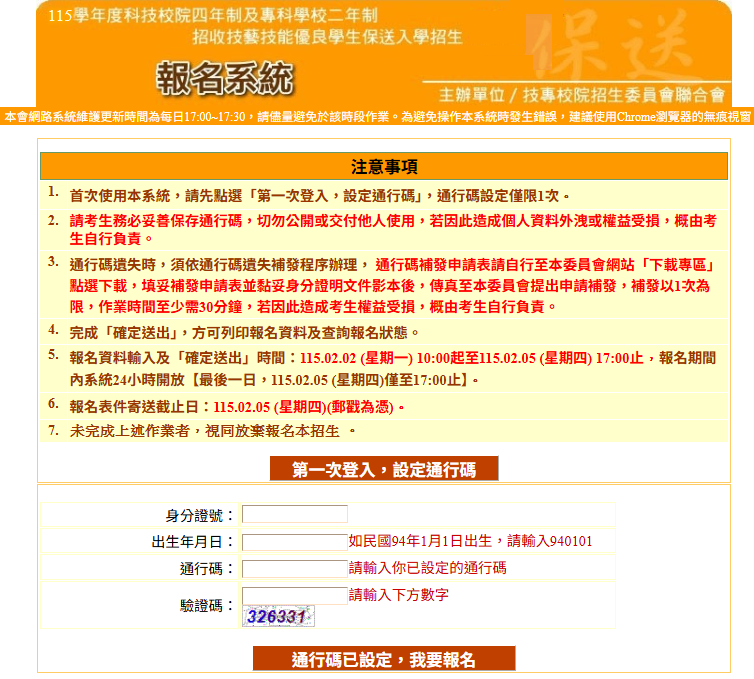 115學年度科技校院四年制及專科學校二年制
招收技藝技能優良學生保送入學招生
保送
報名系統
主辦單位 / 技專校院招生委員會聯合會
本會網路系統維護更新時間為每日17:00~17:30，請儘量避免於該時段作業。為避免操作本系統時發生錯誤，建議使用Chrome瀏覽器的無痕視窗
注意事項
1. 首次使用本系統，請先點選「第一次登入，設定通行碼」，通行碼設定僅限1次。
2. 請考生務必妥善保存通行碼，切勿公開或交付他人使用，若因此造成個人資料外洩或權益受損，概由考
生自行負責。
3. 通行碼遺失時，須依通行碼遺失補發程序辦理， 通行碼補發申請表請自行至本委員會網站「下載專區」
點選下載，填妥補發申請表並黏妥身分證明文件影本後，傳真至本委員會提出申請補發，補發以1次為
限，作業時間至少需30分鐘，若因此造成考生權益受損，概由考生自行負責。
4. 完成「確定送出」，方可列印報名資料及查詢報名狀態。
5. 報名資料輸入及「確定送出」時間：115.02.02 (星期一) 10:00起至115.02.05 (星期四) 17:00止，報名期間
內系統24小時開放【最後一日，115.02.05 (星期四)僅至17:00止】。
6. 報名表件寄送截止日：115.02.05 (星期四)(郵戳為憑)。
7. 未完成上述作業者，視同放棄報名本招生 。
第一次登入，設定通行碼
身分證號：
出生年月日： 如民國94年1月1日出生，請輸入940101
通行碼： 請輸入你已設定的通行碼
驗證碼： 請輸入下方數字
326331
通行碼已設定，我要報名